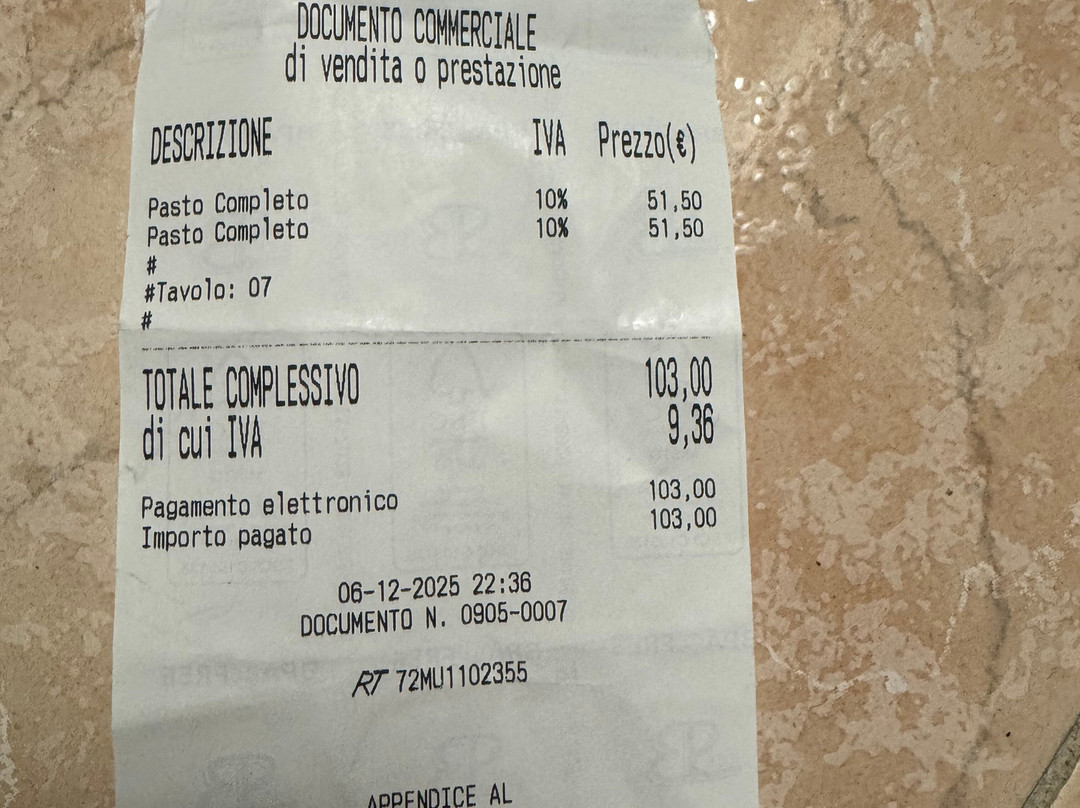 DOCUMENTO COMMERCIALE
di vendita o prestazione
DESCRIZIONE IVA Prezzo(€)
Pasto Completo 10% 51,50
Pasto Completo 10% 51,50
#
#Tavolo: 07
#
TOTALE COMPLESSIVO 103,00
di cui IVA 9,36
Pagamento elettronico 103,00
Importo pagato 103,00
06-12-2025 22:36
DOCUMENTO N. 0905-0007
RT 72MU1102355
APPENDICE AL